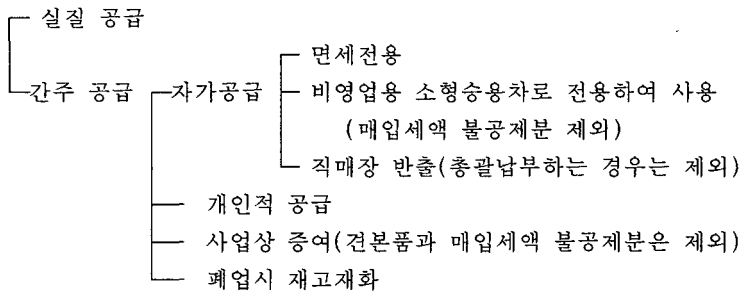 실질 공급
면세전용
간주 공급 자가공급 비영업용 소형승용차로 전용하여 사용
(매입세액 불공제분 제외)
직매장 반출(총괄납부하는 경우는 제외)
개인적 공급
사업상 증여(견본품과 매입세액 불공제분은 제외)
폐업시 재고재화